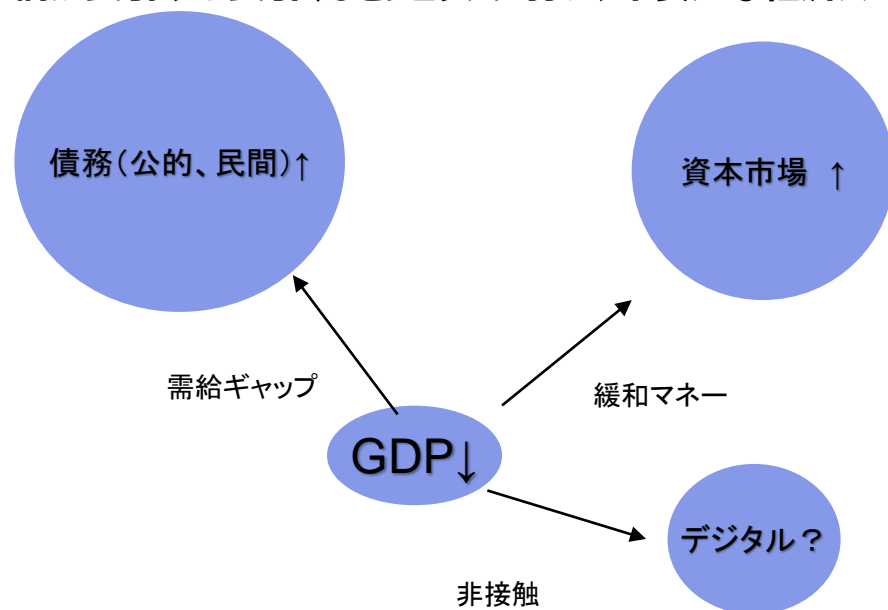 債務(公的、民間)↑
資本市場 ↑
需給ギャップ
緩和マネー
GDP↓
デジタル?
非接触